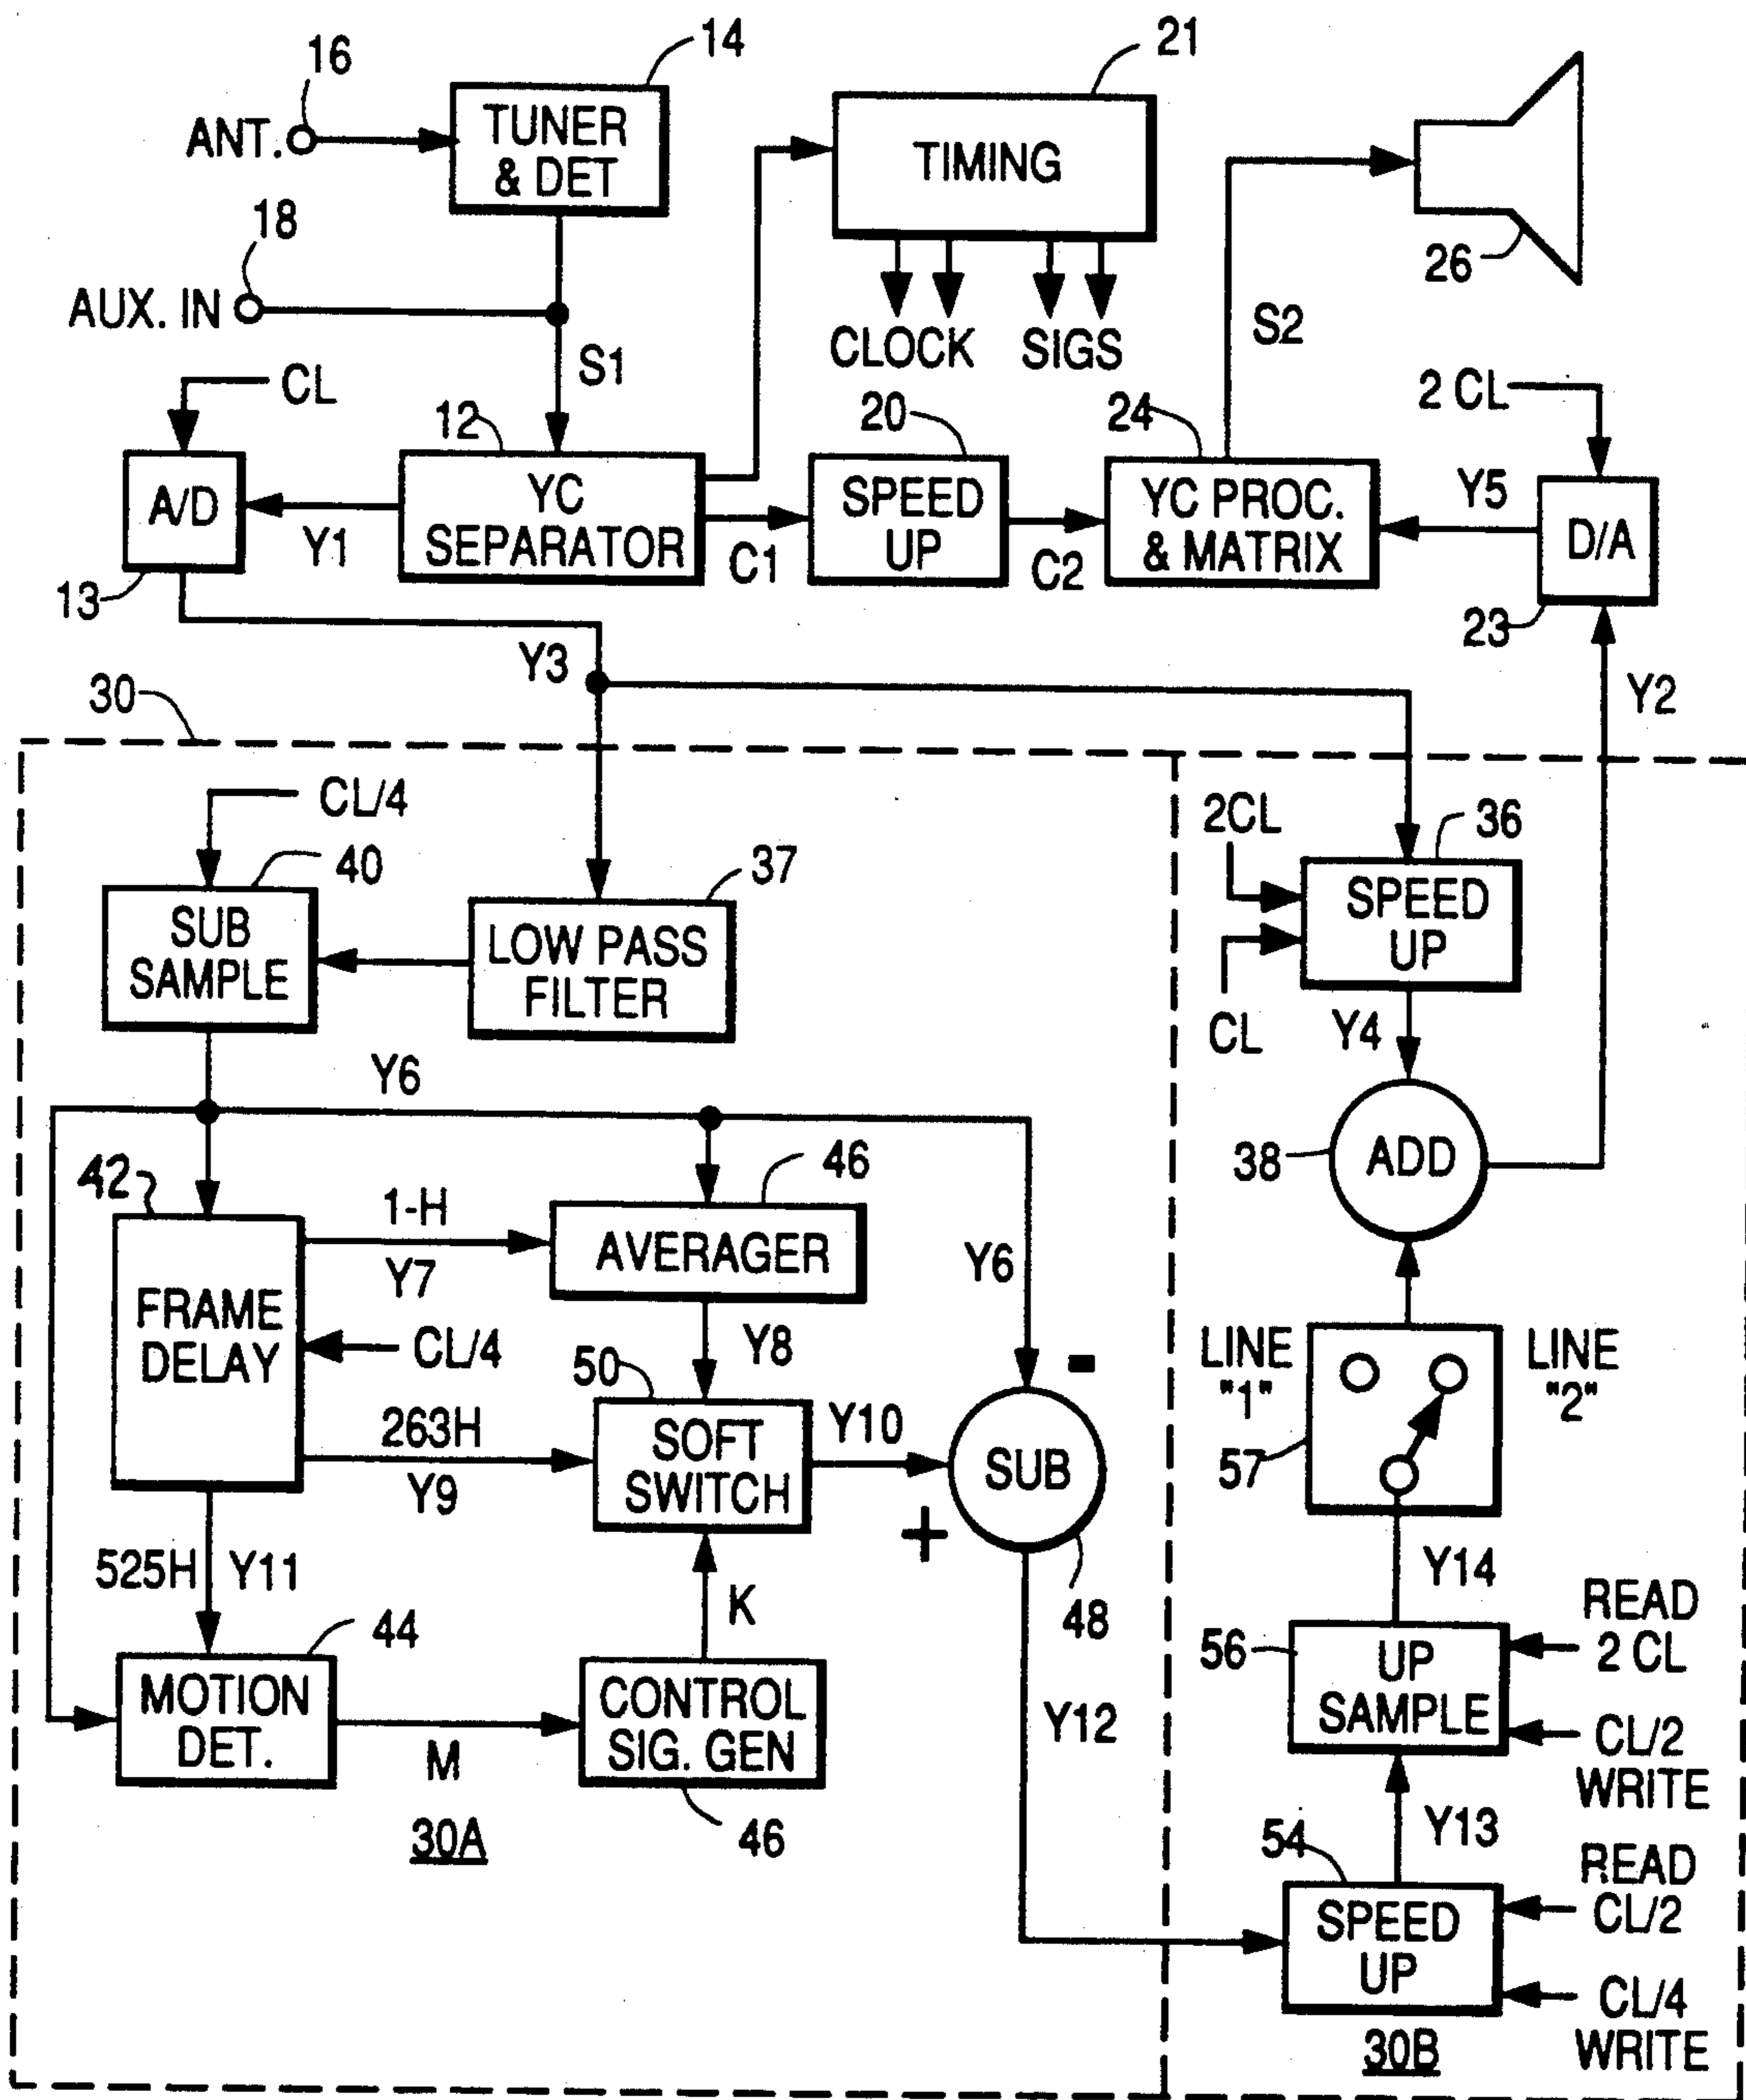 16
14
21
ANT.
TUNER
& DET
TIMING
18
26
AUX. IN
S1
CLOCK
SIGS
S2
CL
2 CL
12
20
24
A/D
Y1
YC
SEPARATOR
C1
SPEED
UP
C2
YC PROC.
& MATRIX
Y5
D/A
13
23
Y3
Y2
30
CL/4
40
37
2CL
36
SUB
SAMPLE
LOW PASS
FILTER
SPEED
UP
CL
Y4
Y6
42
46
38
ADD
1-H
Y7
AVERAGER
Y6
FRAME
DELAY
CL/4
Y8
-
LINE
"1"
LINE
"2"
50
263H
Y9
SOFT
SWITCH
Y10
SUB
57
+
525H
Y11
K
48
Y14
44
READ
2 CL
56
UP
SAMPLE
MOTION
DET.
M
CONTROL
SIG. GEN
Y12
CL/2
WRITE
30A
46
54
Y13
READ
CL/2
SPEED
UP
CL/4
WRITE
30B